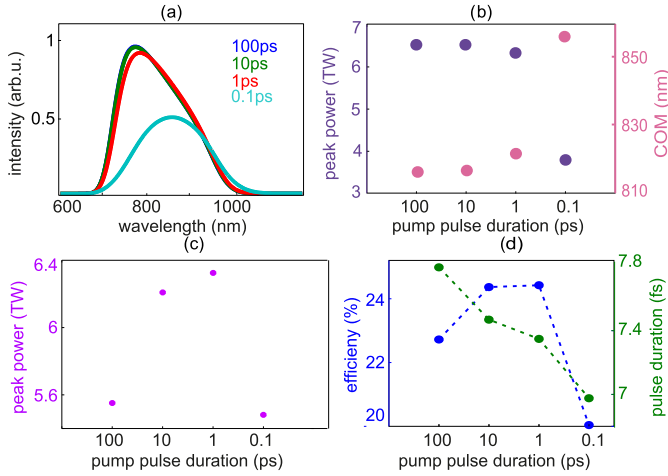 (a)
1
0.5
intensity (arb.u.)
100ps
10ps
1ps
0.1ps
600
800
1000
wavelength (nm)
(b)
7
6
5
4
3
peak power (TW)
850
830
810
COM (nm)
100
10
1
0.1
pump pulse duration (ps)
(c)
6.4
6
5.6
peak power (TW)
100
10
1
0.1
pump pulse duration (ps)
(d)
24
22
20
efficieny (%)
7.8
7.4
7
pulse duration (fs)
100
10
1
0.1
pump pulse duration (ps)